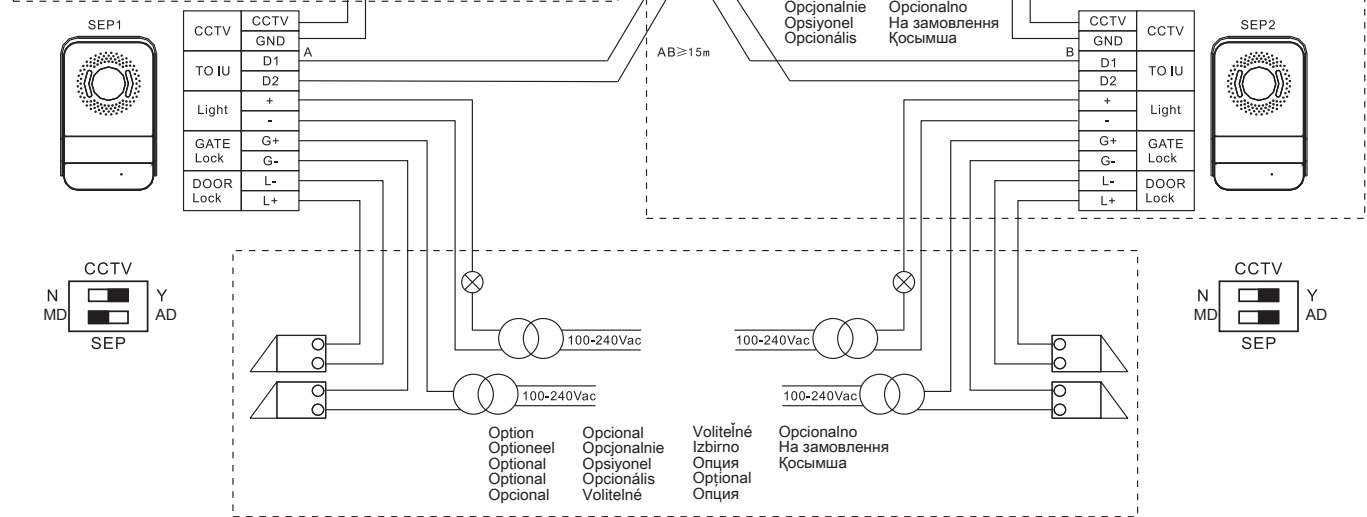 Opcjonalnie Opcionalno
Opsiyonel На замовлення
Opcionális Қосымша
SEP1
CCTV
CCTV
GND
TO IU
D1
D2
Light
+
-
GATE
Lock
G+
G-
DOOR
Lock
L-
L+
A
AB≥15m
B
SEP2
CCTV
GND
CCTV
D1
D2
TO IU
+
-
Light
G+
G-
GATE
Lock
L-
L+
DOOR
Lock
CCTV
N Y
MD AD
SEP
CCTV
N Y
MD AD
SEP
100-240Vac
100-240Vac
100-240Vac
100-240Vac
Option Opcional Voliteľné Opcionalno
Optioneel Opcjonalnie Izbirno На замовлення
Optional Opsiyonel Опция Қосымша
Optional Opcionális Opțional
Opcional Volitelné Опция